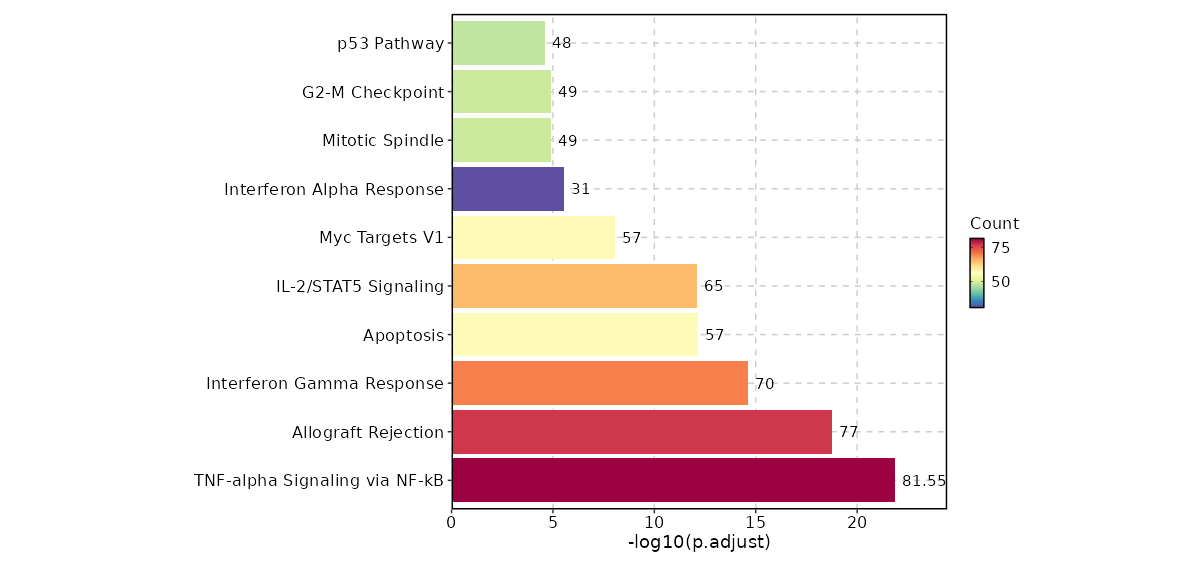 p53 Pathway 48
G2-M Checkpoint 49
Mitotic Spindle 49
Interferon Alpha Response 31
Myc Targets V1 57
IL-2/STAT5 Signaling 65
Apoptosis 57
Interferon Gamma Response 70
Allograft Rejection 77
TNF-alpha Signaling via NF-kB 81.55
0 5 10 15 20
-log10(p.adjust)
Count
75
50